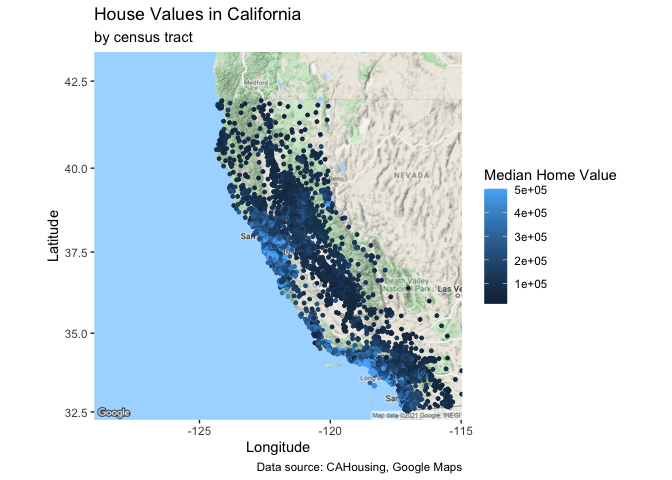 House Values in California
by census tract
42.5
40.0
37.5
35.0
32.5
Latitude
Medford
NEVADA
Death Valley
National Park
Las Ve
San
Long
San
Google
Map data ©2021 Google, INEGI
-125
-120
-115
Longitude
Data source: CAHousing, Google Maps
Median Home Value
5e+05
4e+05
3e+05
2e+05
1e+05